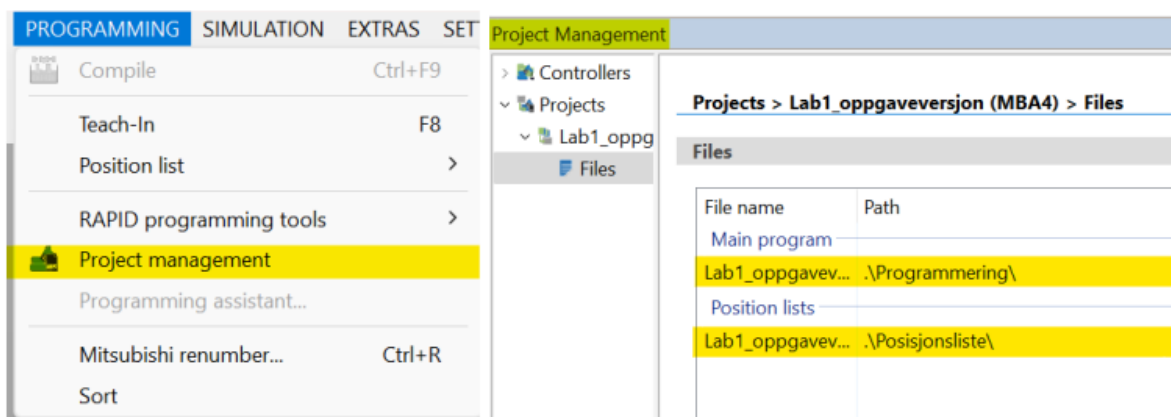 PROGRAMMING SIMULATION EXTRAS SET
Compile Ctrl+F9
Teach-In F8
Position list
RAPID programming tools
Project management
Programming assistant...
Mitsubishi renumber... Ctrl+R
Sort
Project Management
Controllers
Projects
Lab1_oppg
Files
Projects > Lab1_oppgaveversjon (MBA4) > Files
Files
File name Path
Main program
Lab1_oppgavev... .\Programmering\
Position lists
Lab1_oppgavev... .\Posisjonsliste\